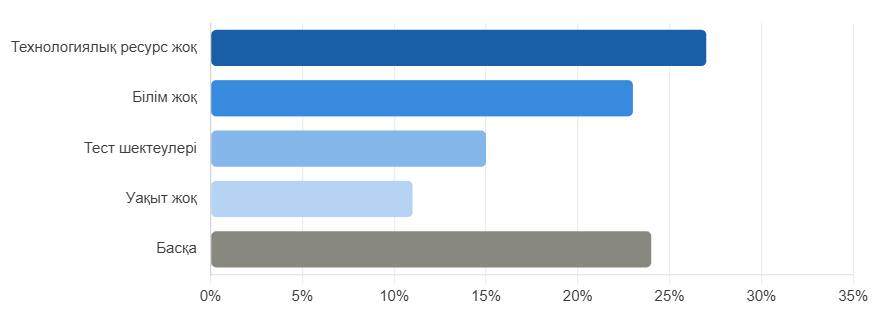 Технологиялық ресурс жоқ
Білім жоқ
Тест шектеулері
Уақыт жоқ
Басқа
0% 5% 10% 15% 20% 25% 30% 35%